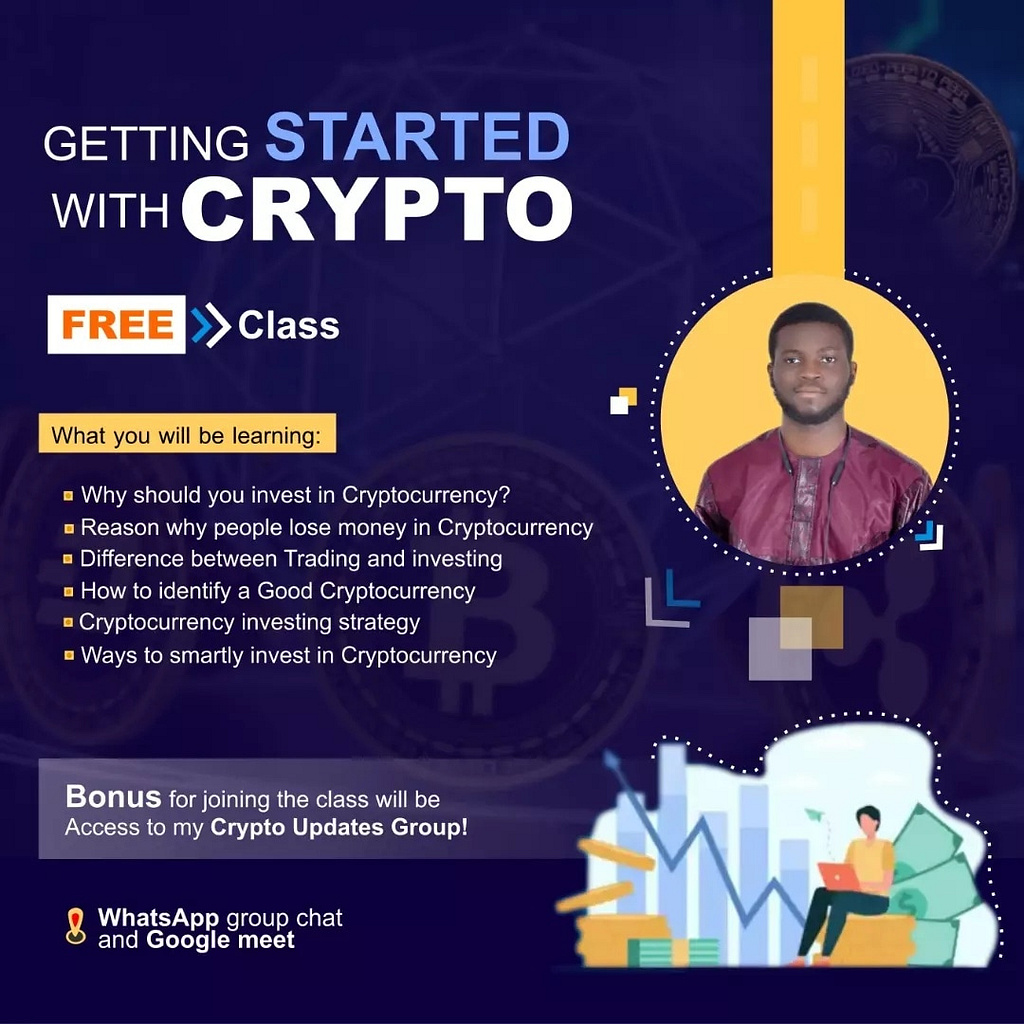 GETTING STARTED
WITH CRYPTO
FREE Class
What you will be learning:
Why should you invest in Cryptocurrency?
Reason why people lose money in Cryptocurrency
Difference between Trading and investing
How to identify a Good Cryptocurrency
Cryptocurrency investing strategy
Ways to smartly invest in Cryptocurrency
Bonus for joining the class will be
Access to my Crypto Updates Group!
WhatsApp group chat
and Google meet